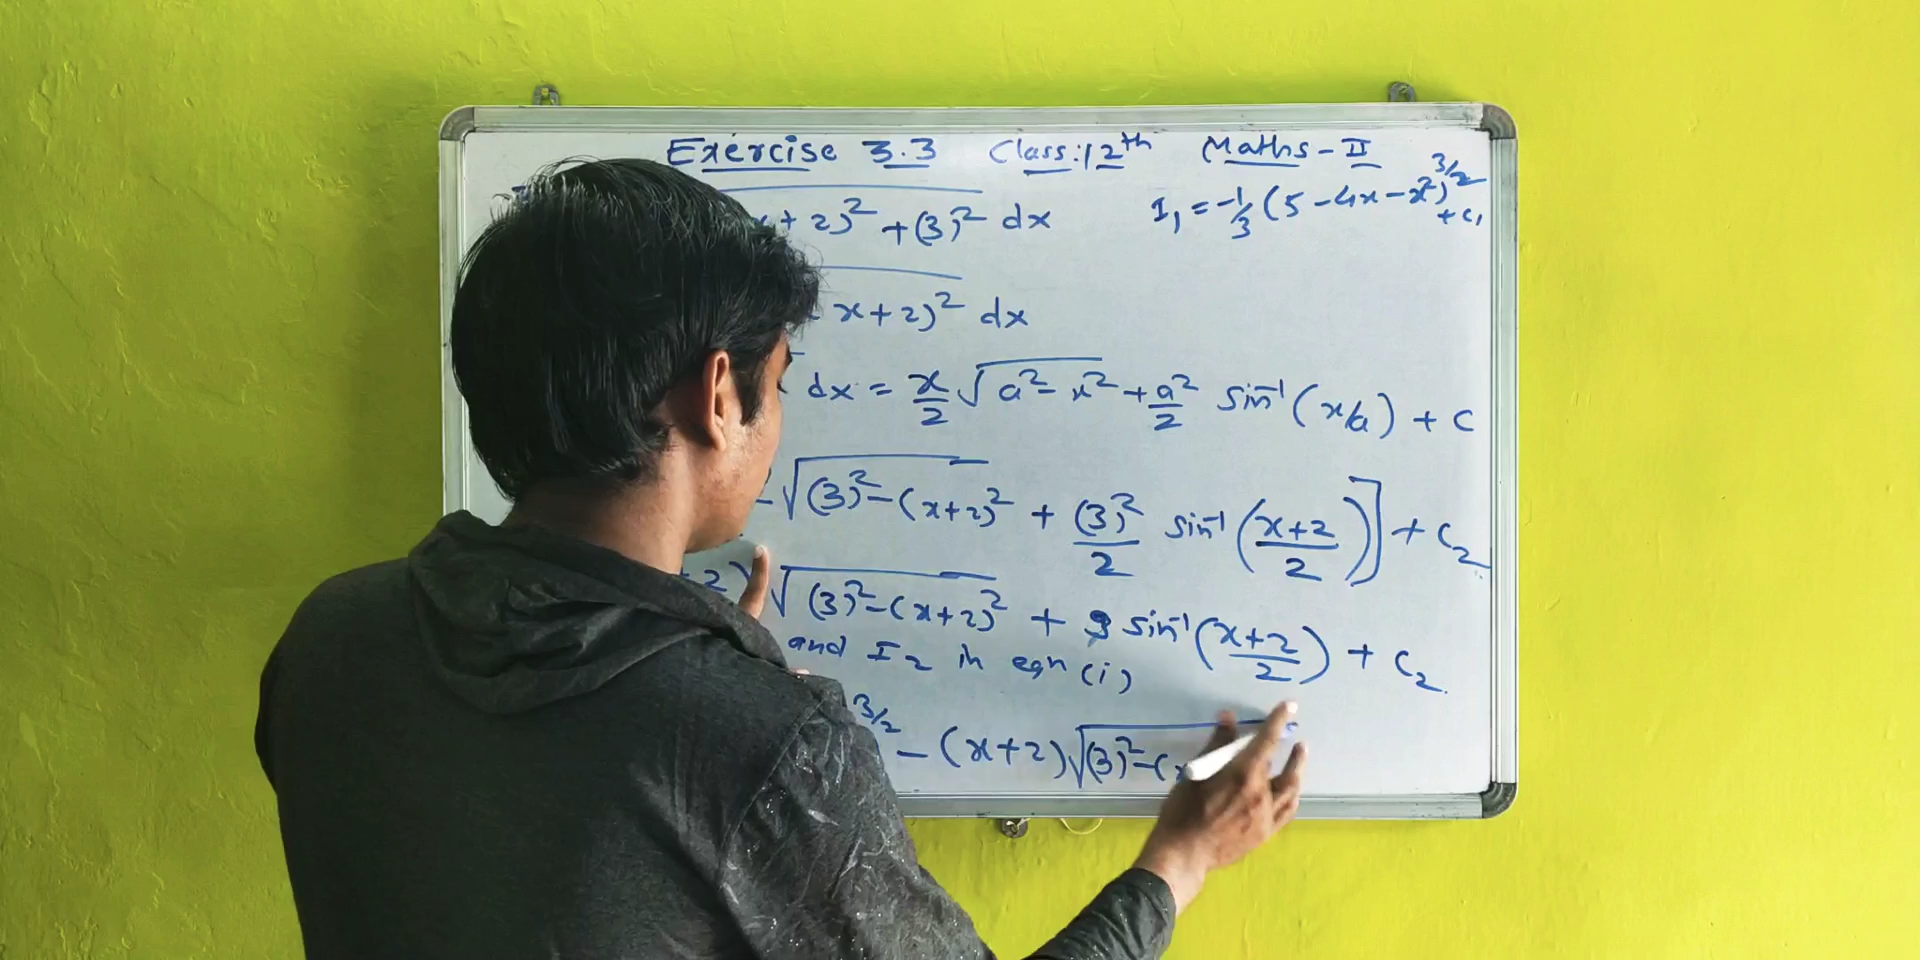 Exercise 3.3 Class:12th Maths-II
I₁ = -1/3 (5 - 4x - x²)^3/2 + c₁
x + 2)² + (3)² dx
x+2)² dx
dx = x/2 √(a² - x²) + a²/2 sin⁻¹ (x/a) + C
√((3)² - (x+2)²) + (3)²/2 sin⁻¹ ((x+2)/2)] + C₂
+2) √((3)² - (x+2)²) + 9 sin⁻¹ ((x+2)/2) + C₂
and I₂ in eqn (i)
3/2 - (x+2) √((3)² - (x